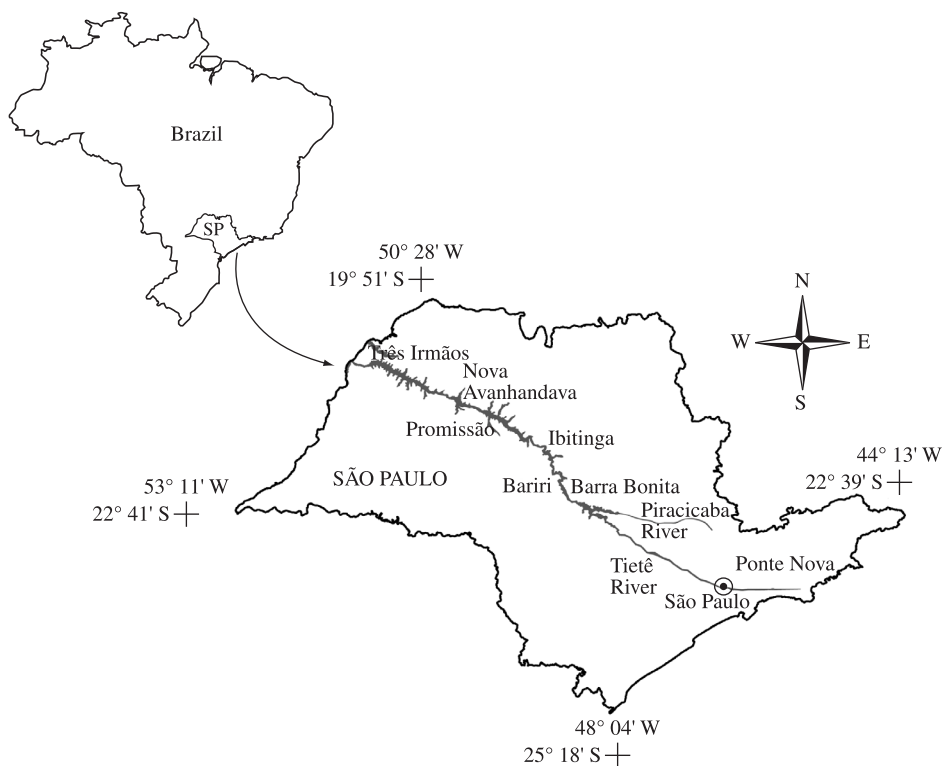 Brazil
SP
50° 28' W
19° 51' S
N
W
E
S
Três Irmãos
Nova
Avanhandava
Promissão
Ibitinga
44° 13' W
22° 39' S
SÃO PAULO
53° 11' W
22° 41' S
Bariri
Barra Bonita
Piracicaba
River
Tietê
River
Ponte Nova
São Paulo
48° 04' W
25° 18' S